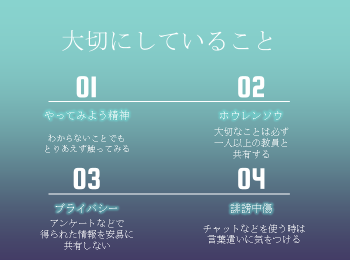 大切にしていること
01
やってみよう精神
わからないことでも
とりあえず触ってみる
02
ホウレンソウ
大切なことは必ず
一人以上の教員と
共有する
03
プライバシー
アンケートなどで
得られた情報を安易に
共有しない
04
誹謗中傷
チャットなどを使う時は
言葉遣いに気をつける